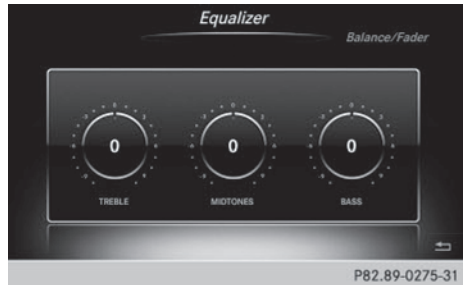 Equalizer
Balance/Fader
0 0 0
TREBLE MIDTONES BASS
P82.89-0275-31